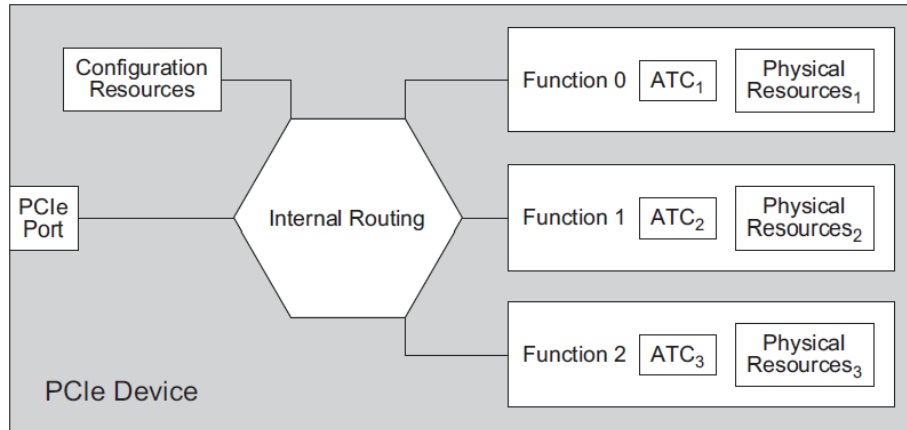 Configuration
Resources
PCIe
Port
Internal Routing
Function 0
ATC₁
Physical
Resources₁
Function 1
ATC₂
Physical
Resources₂
Function 2
ATC₃
Physical
Resources₃
PCIe Device